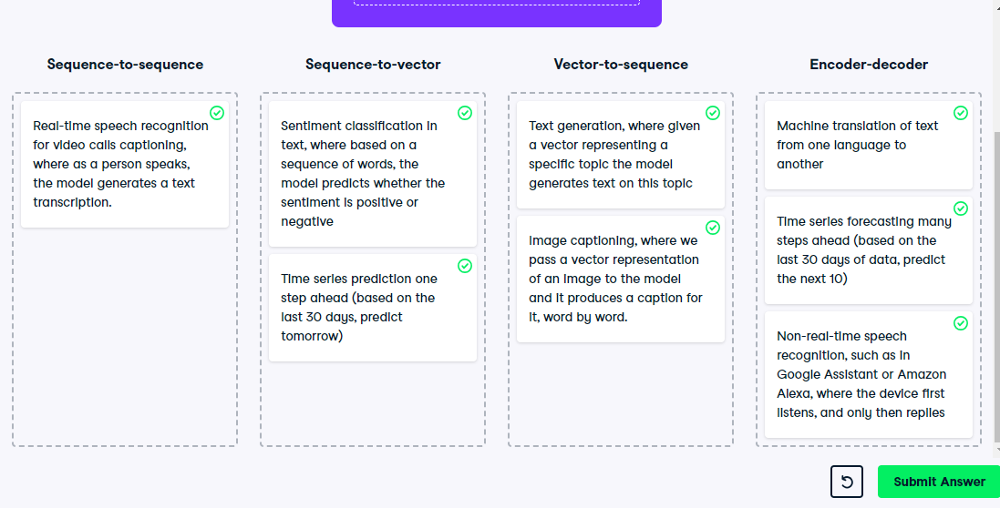 Sequence-to-sequence
Real-time speech recognition
for video calls captioning,
where as a person speaks,
the model generates a text
transcription.
Sequence-to-vector
Sentiment classification in
text, where based on a
sequence of words, the
model predicts whether the
sentiment is positive or
negative
Time series prediction one
step ahead (based on the
last 30 days, predict
tomorrow)
Vector-to-sequence
Text generation, where given
a vector representing a
specific topic the model
generates text on this topic
Image captioning, where we
pass a vector representation
of an image to the model
and it produces a caption for
it, word by word.
Encoder-decoder
Machine translation of text
from one language to
another
Time series forecasting many
steps ahead (based on the
last 30 days of data, predict
the next 10)
Non-real-time speech
recognition, such as in
Google Assistant or Amazon
Alexa, where the device first
listens, and only then replies
Submit Answer